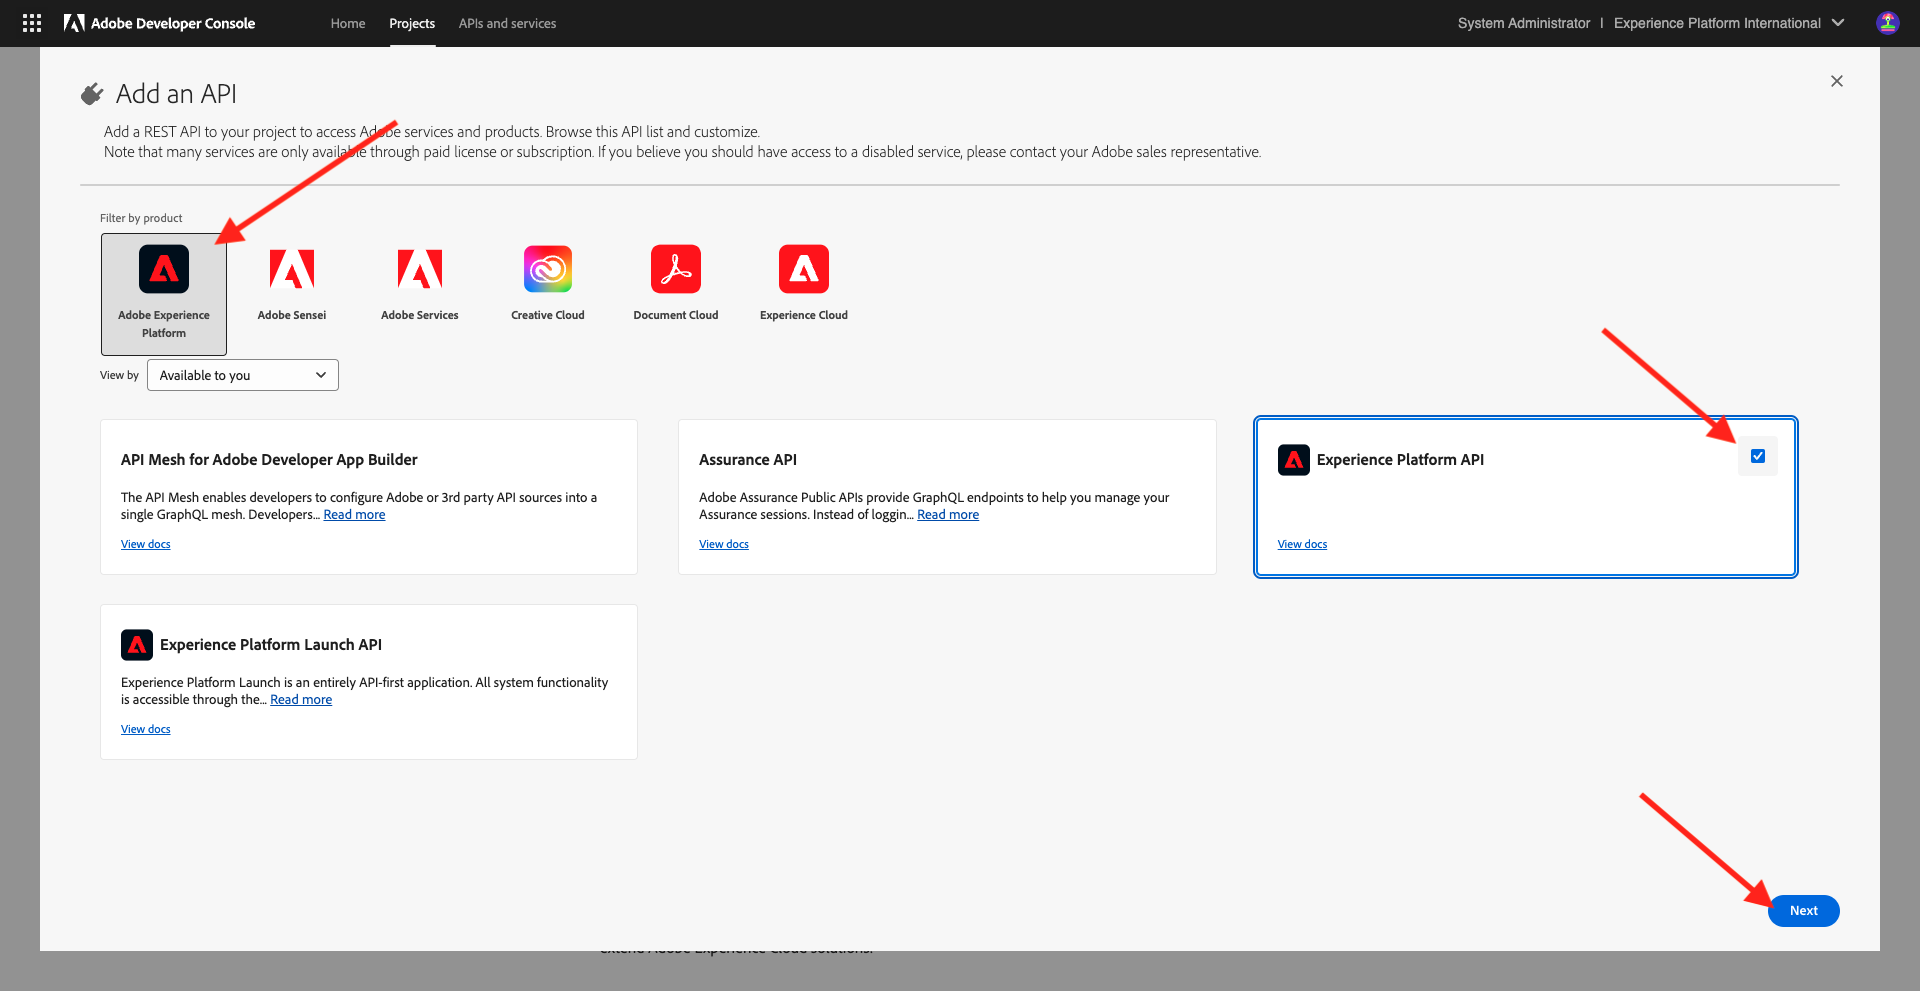 Adobe Developer Console
Home
Projects
APIs and services
System Administrator | Experience Platform International
Add an API
Add a REST API to your project to access Adobe services and products. Browse this API list and customize.
Note that many services are only available through paid license or subscription. If you believe you should have access to a disabled service, please contact your Adobe sales representative.
Filter by product
Adobe Experience
Platform
Adobe Sensei
Adobe Services
Creative Cloud
Document Cloud
Experience Cloud
View by
Available to you
API Mesh for Adobe Developer App Builder
The API Mesh enables developers to configure Adobe or 3rd party API sources into a
single GraphQL mesh. Developers... Read more
View docs
Assurance API
Adobe Assurance Public APIs provide GraphQL endpoints to help you manage your
Assurance sessions. Instead of loggin... Read more
View docs
Experience Platform API
View docs
Experience Platform Launch API
Experience Platform Launch is an entirely API-first application. All system functionality
is accessible through the... Read more
View docs
Next
extend Adobe Experience Cloud solutions.